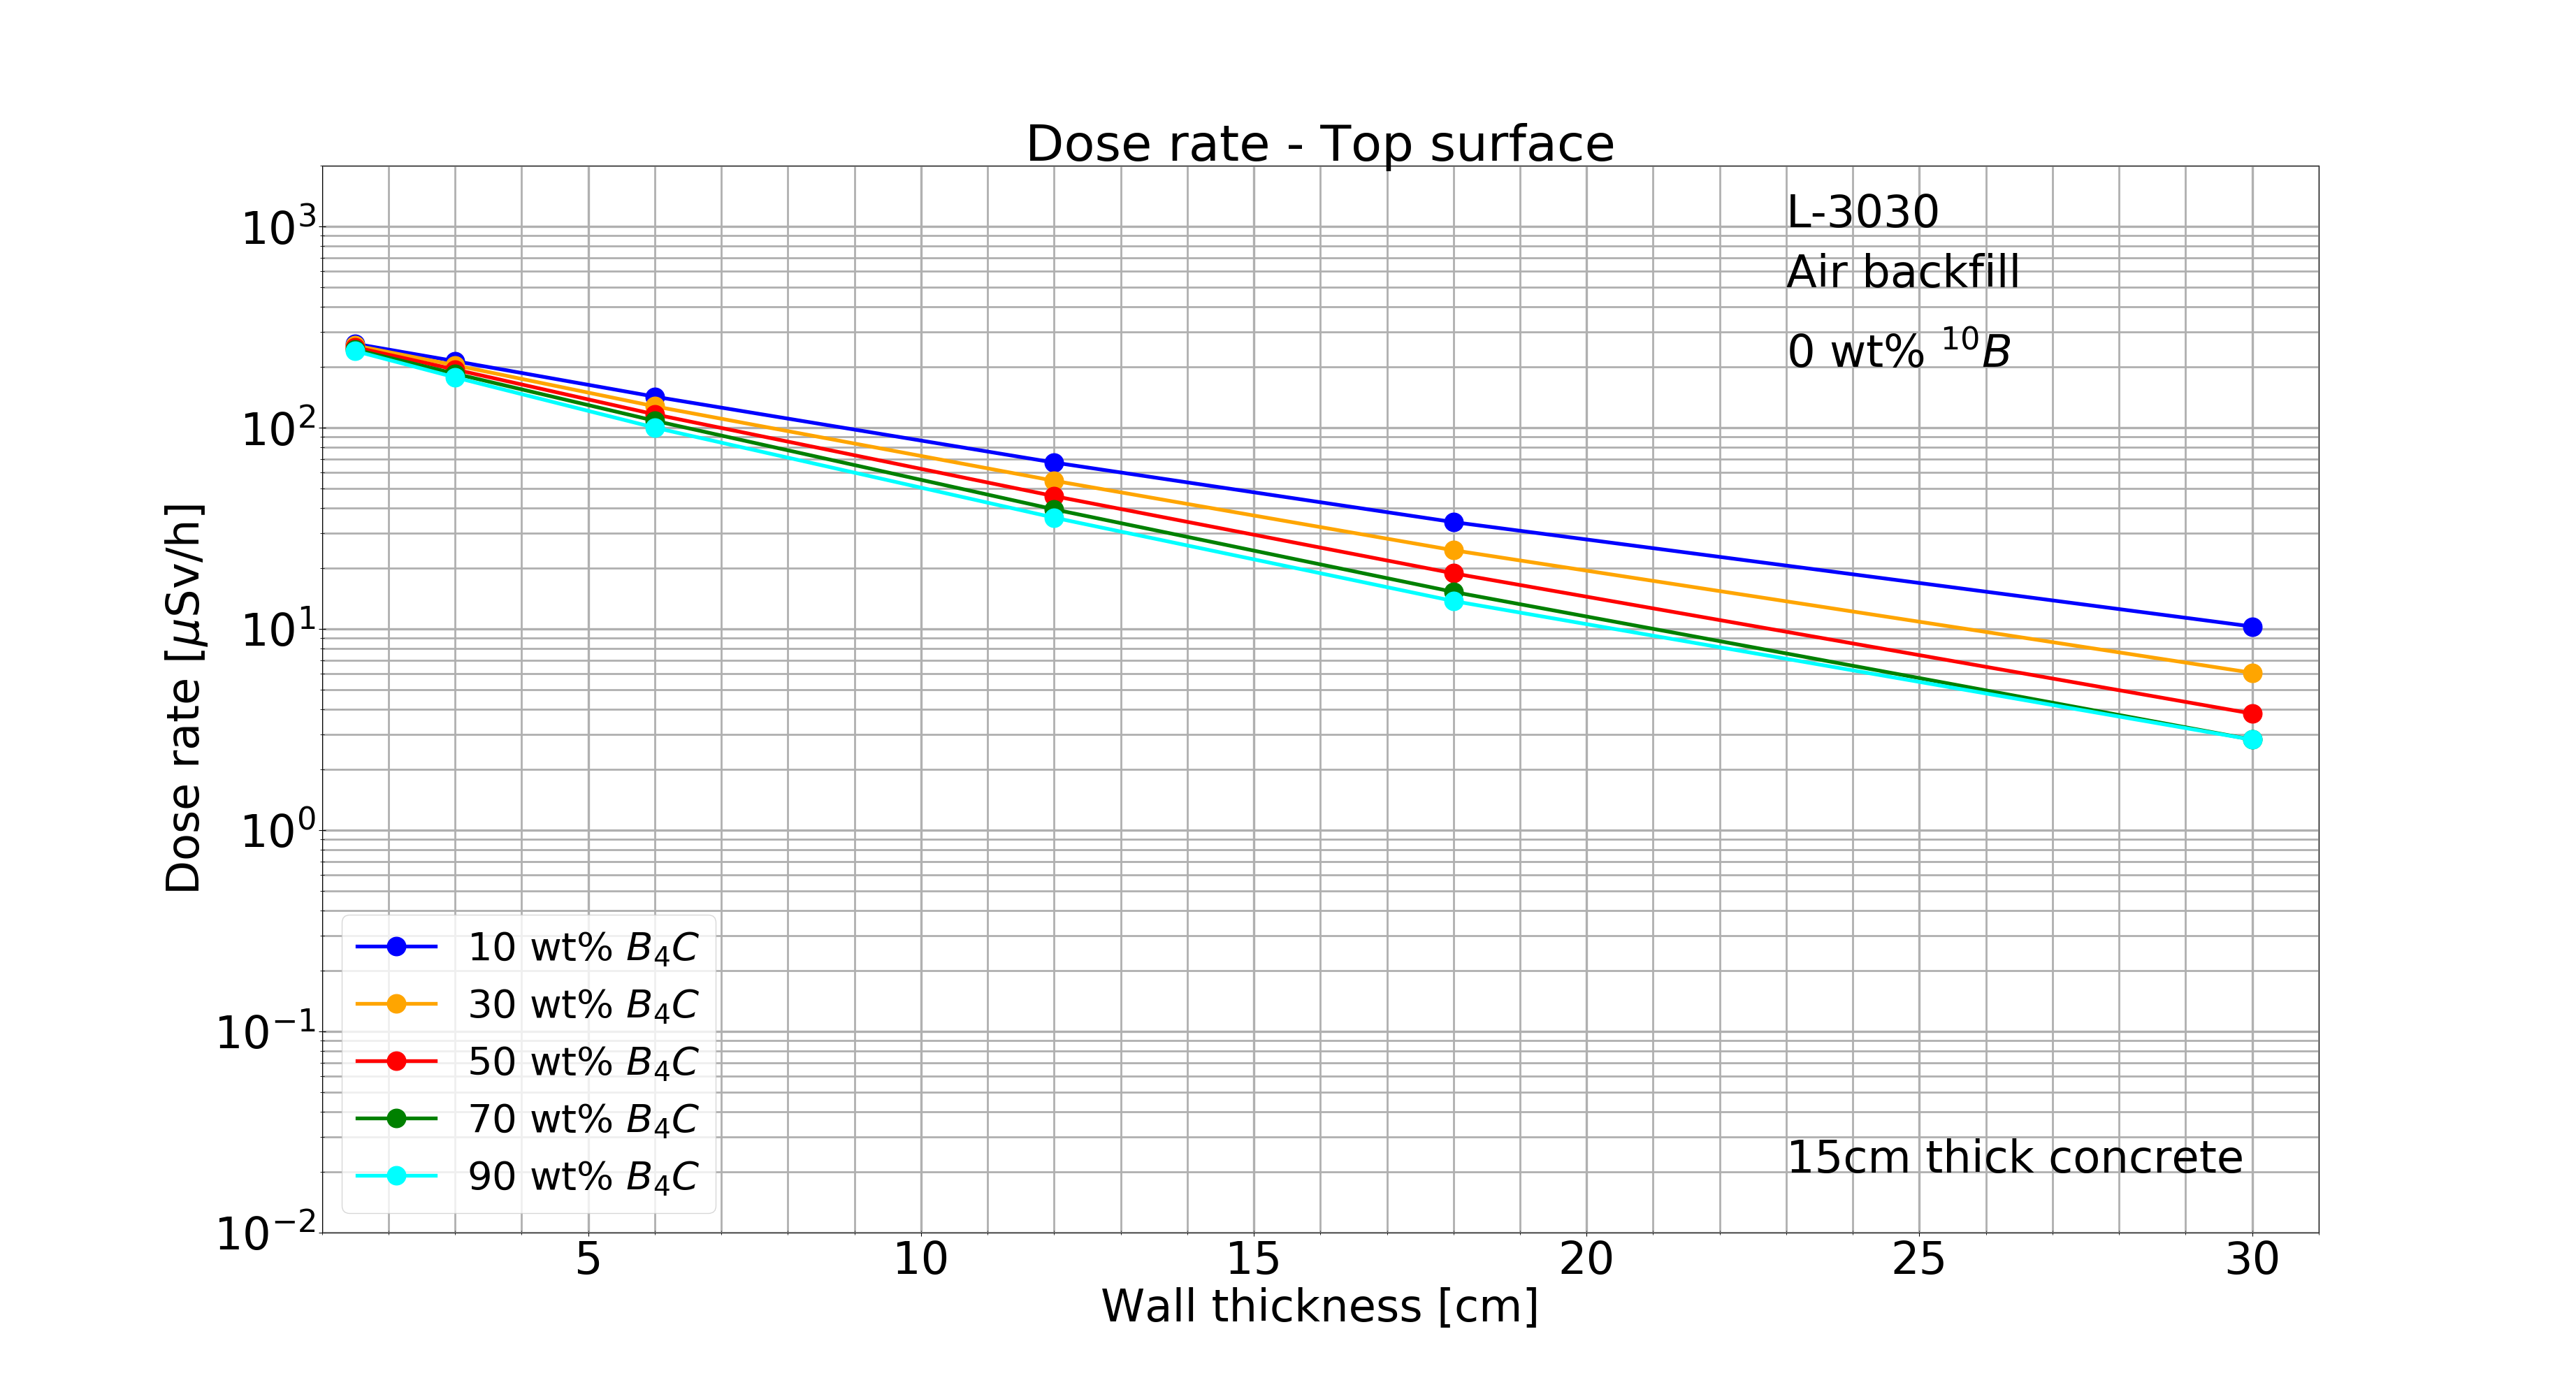 Dose rate - Top surface
L-3030
Air backfill
0 wt% ¹⁰B
10³
10²
10¹
10⁰
10⁻¹
10⁻²
Dose rate [μSv/h]
10 wt% B₄C
30 wt% B₄C
50 wt% B₄C
70 wt% B₄C
90 wt% B₄C
15cm thick concrete
5 10 15 20 25 30
Wall thickness [cm]